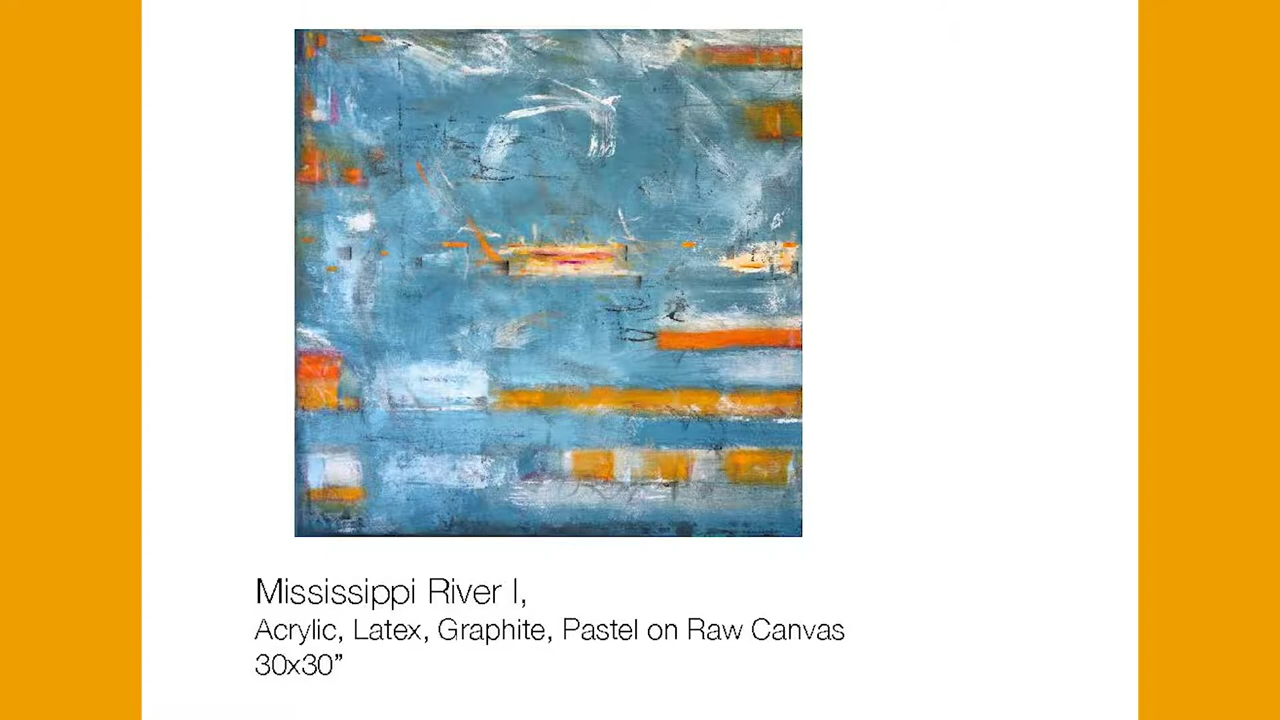 Mississippi River I,
Acrylic, Latex, Graphite, Pastel on Raw Canvas
30x30”